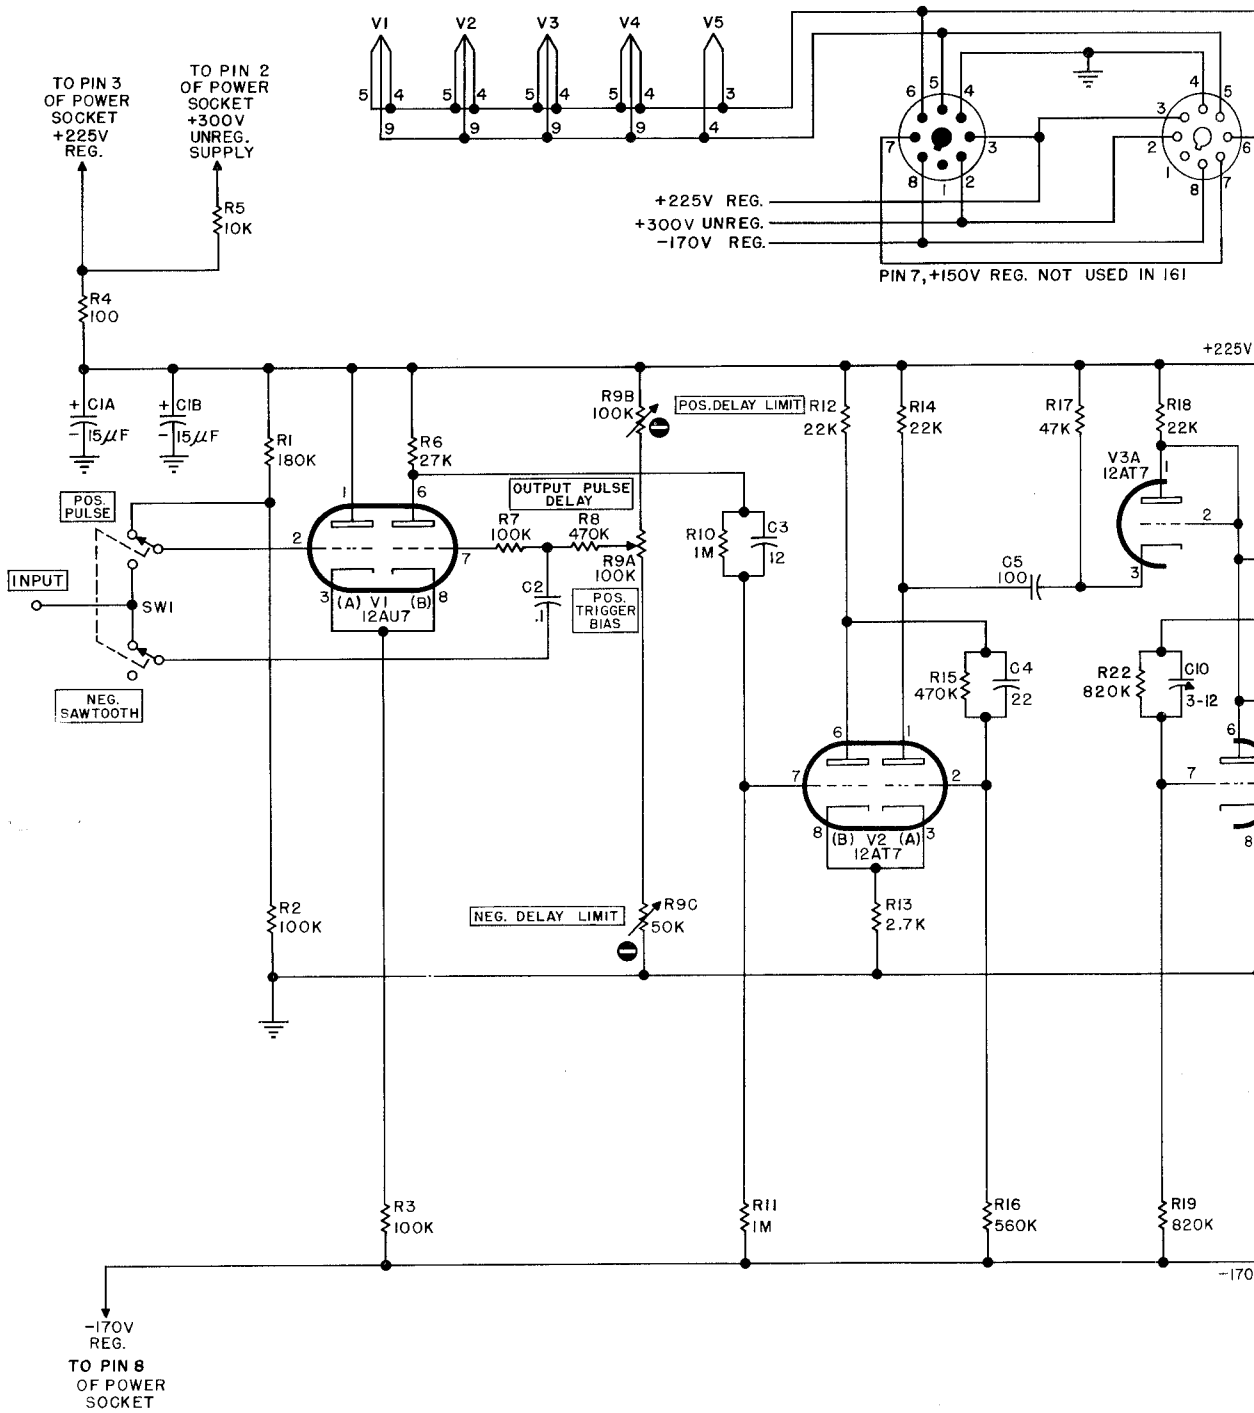 V1
V2
V3
V4
V5
5
4
5
4
5
4
5
4
3
9
9
9
9
4
TO PIN 3
OF POWER
SOCKET
+225V
REG.
TO PIN 2
OF POWER
SOCKET
+300V
UNREG.
SUPPLY
6
5
4
7
3
8
1
2
4
5
3
2
6
1
8
7
+225V REG.
+300V UNREG.
-170V REG.
PIN 7, +150V REG. NOT USED IN 161
R5
10K
R4
100
+225V
+
C1A
-
15µF
+
C1B
-
15µF
R1
180K
R6
27K
R9B
100K
POS. DELAY LIMIT
R12
22K
R14
22K
R17
47K
R18
22K
V3A
12AT7
1
2
3
POS.
PULSE
INPUT
SW1
NEG.
SAWTOOTH
1
6
2
7
3
(A)
V1
(B)
8
12AU7
OUTPUT PULSE
DELAY
R7
100K
R8
470K
R9A
100K
C2
.1
POS.
TRIGGER
BIAS
R10
1M
C3
12
C5
100
R15
470K
C4
22
R22
820K
C10
3-12
6
1
7
2
8
(B)
V2
(A)
3
12AT7
6
7
8
R2
100K
NEG. DELAY LIMIT
R9C
50K
R13
2.7K
R3
100K
R11
1M
R16
560K
R19
820K
-170
-170V
REG.
TO PIN 8
OF POWER
SOCKET